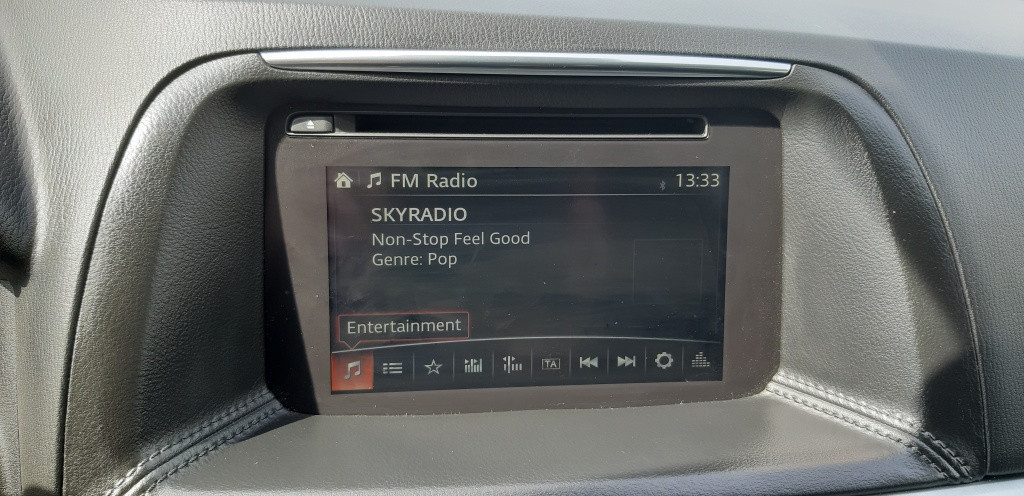 FM Radio 13:33
SKYRADIO
Non-Stop Feel Good
Genre: Pop
Entertainment
TA